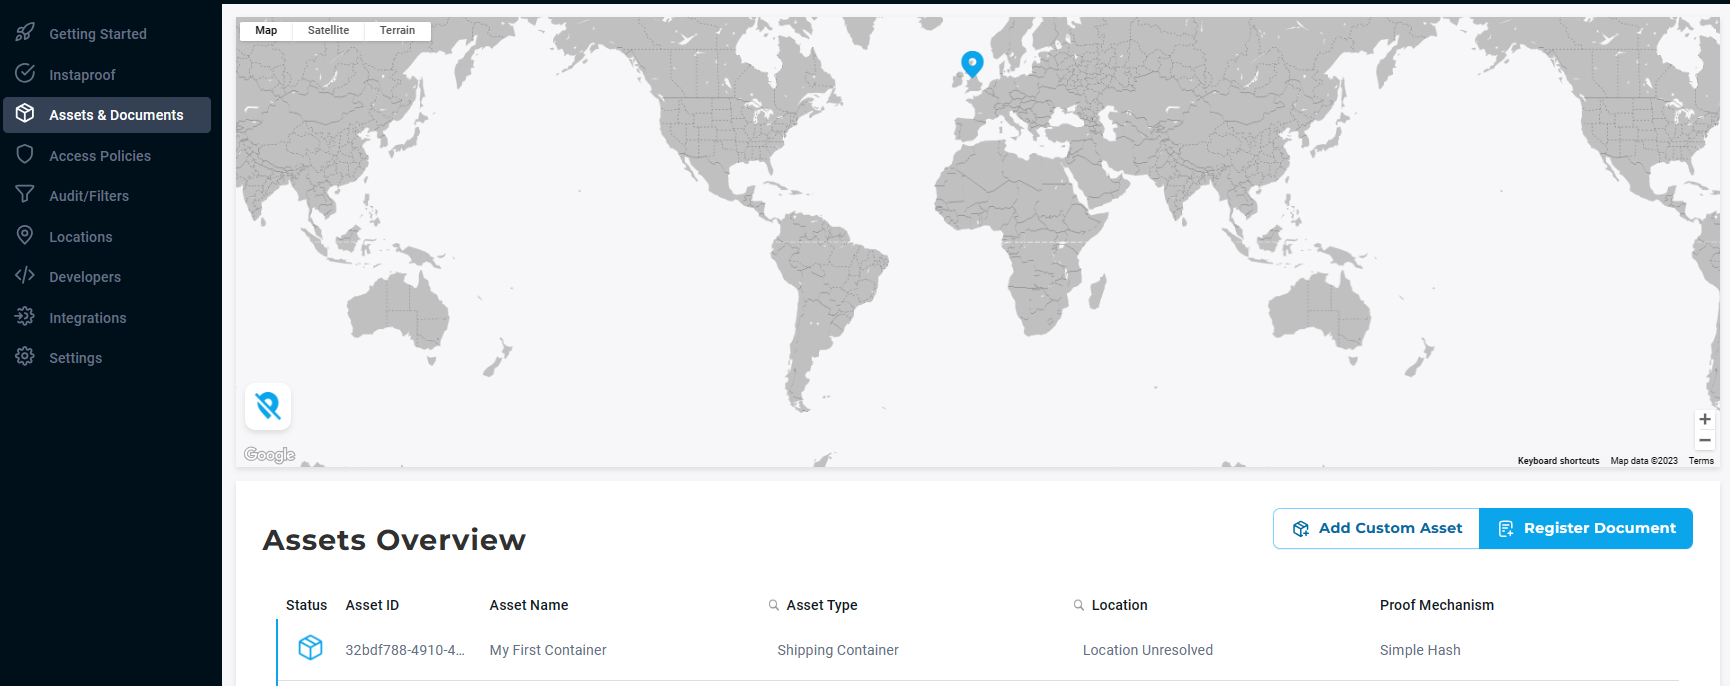 Getting Started
Instaproof
Assets & Documents
Access Policies
Audit/Filters
Locations
Developers
Integrations
Settings
Map Satellite Terrain
Google
Keyboard shortcuts Map data ©2023 Terms
Assets Overview
Add Custom Asset Register Document
Status Asset ID Asset Name Asset Type Location Proof Mechanism
32bdf788-4910-4... My First Container Shipping Container Location Unresolved Simple Hash